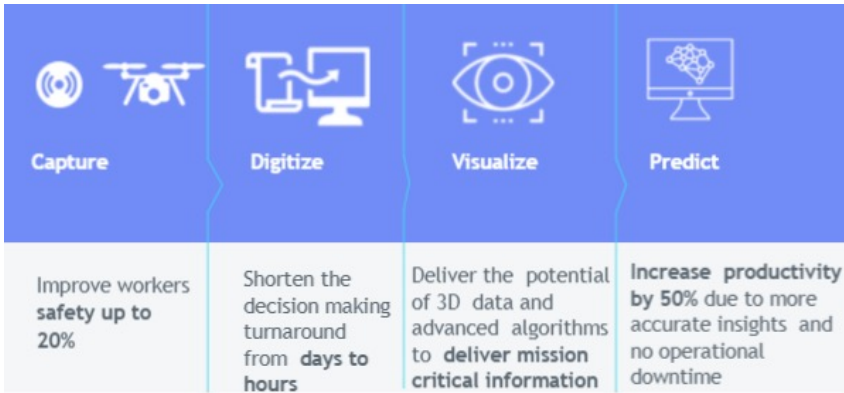 Capture
Digitize
Visualize
Predict
Improve workers
safety up to
20%
Shorten the
decision making
turnaround
from days to
hours
Deliver the potential
of 3D data and
advanced algorithms
to deliver mission
critical information
Increase productivity
by 50% due to more
accurate insights and
no operational
downtime